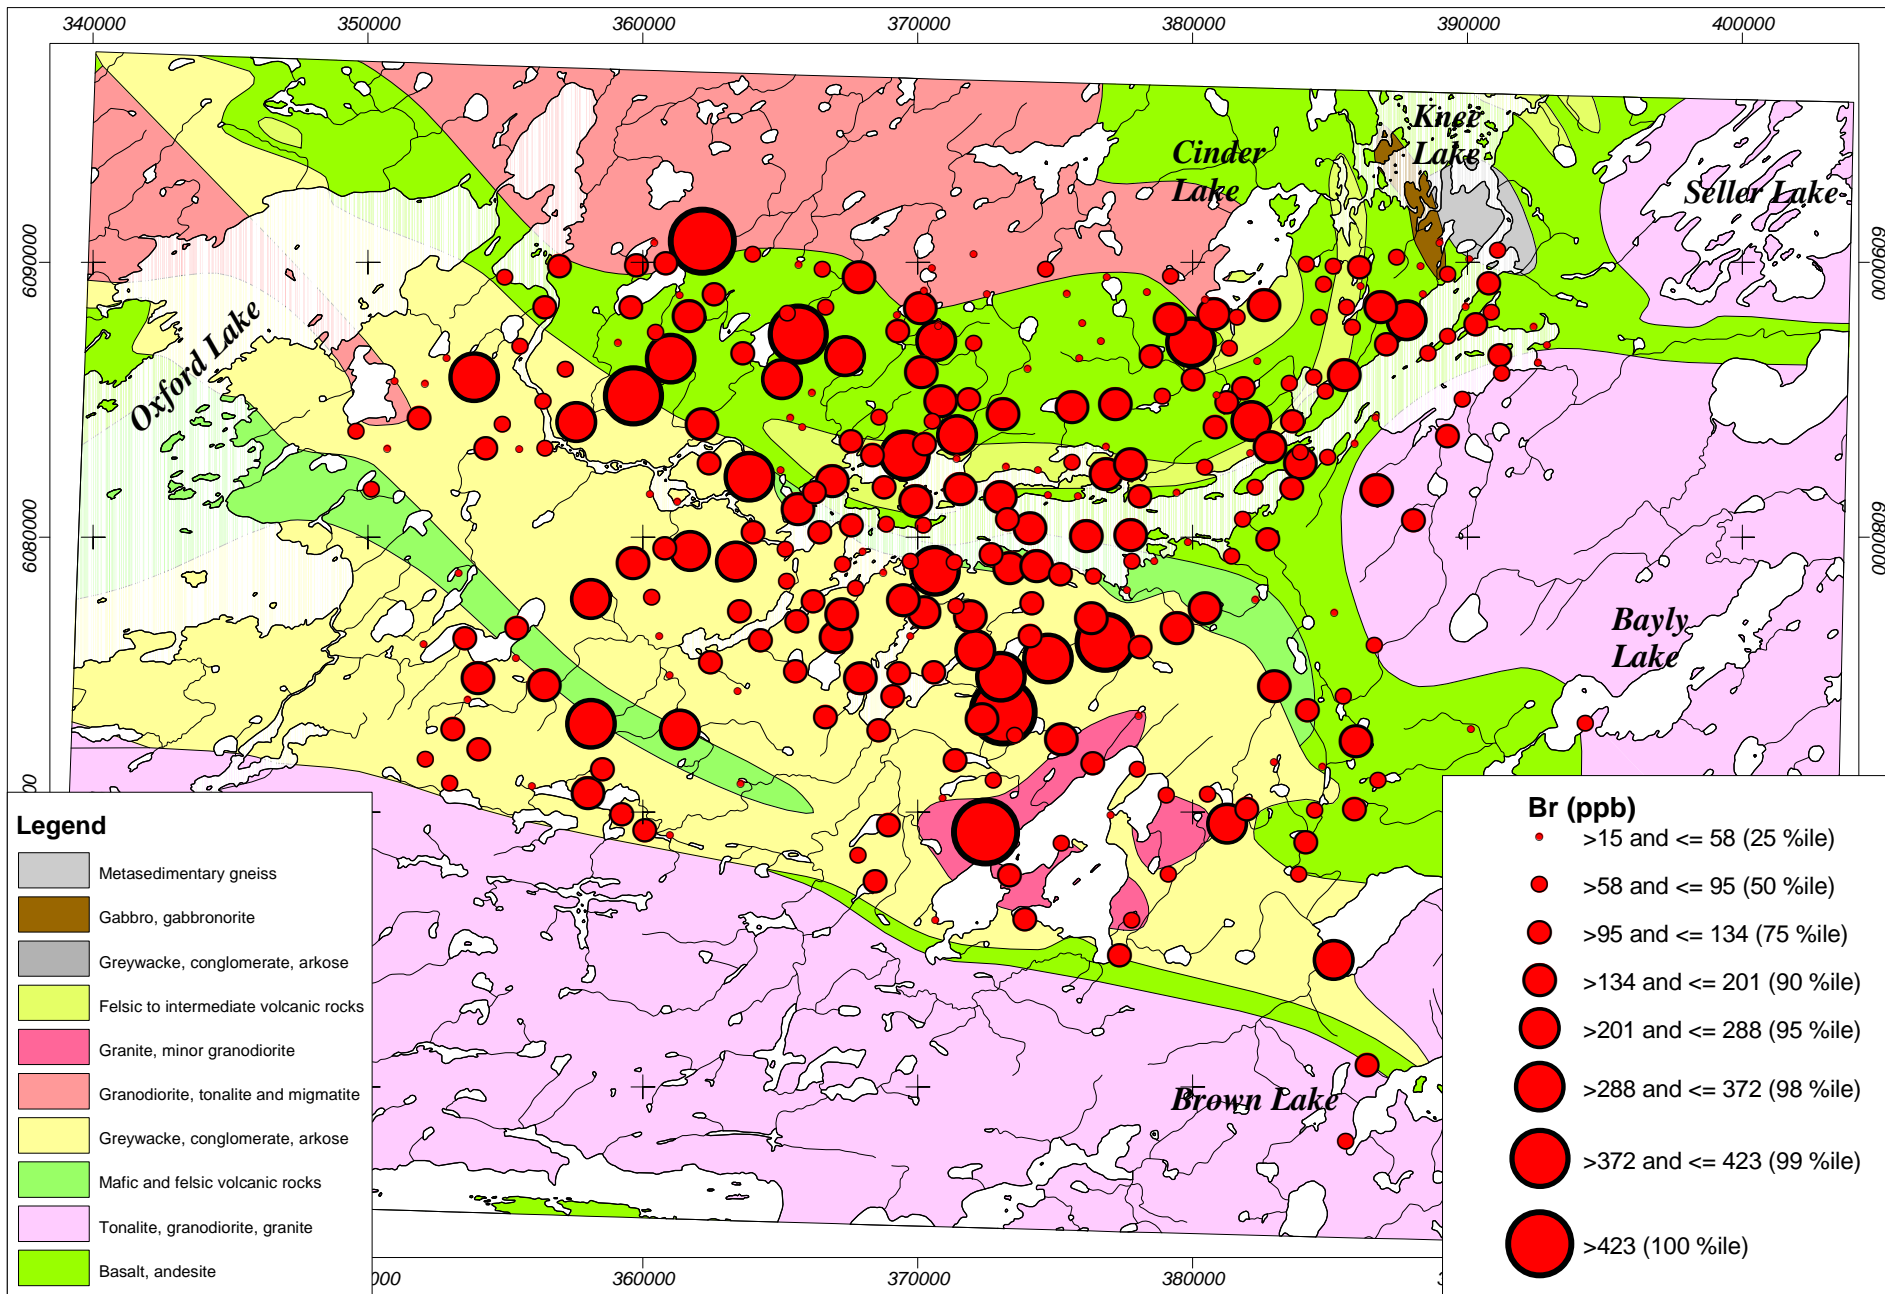 340000 350000 360000 370000 380000 390000 400000
Knee
Lake
Cinder
Lake
Seller Lake
6090000
6090000
Oxford Lake
6080000
6080000
Bayly
Lake
Brown Lake
Legend
Metasedimentary gneiss
Gabbro, gabbronorite
Greywacke, conglomerate, arkose
Felsic to intermediate volcanic rocks
Granite, minor granodiorite
Granodiorite, tonalite and migmatite
Greywacke, conglomerate, arkose
Mafic and felsic volcanic rocks
Tonalite, granodiorite, granite
Basalt, andesite
Br (ppb)
>15 and <= 58 (25 %ile)
>58 and <= 95 (50 %ile)
>95 and <= 134 (75 %ile)
>134 and <= 201 (90 %ile)
>201 and <= 288 (95 %ile)
>288 and <= 372 (98 %ile)
>372 and <= 423 (99 %ile)
>423 (100 %ile)
360000 370000 380000